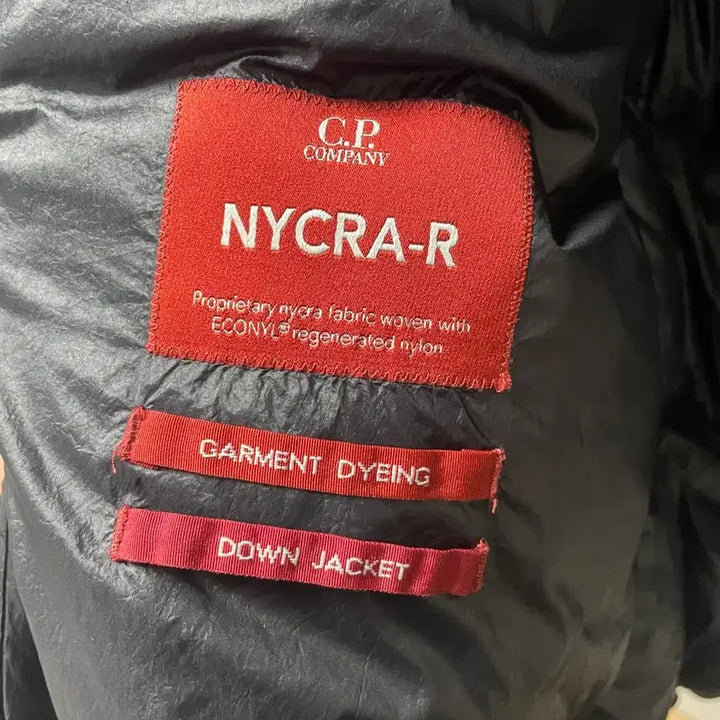 C.P.
COMPANY
NYCRA-R
Proprietary nycra fabric woven with
ECONYL® regenerated nylon
GARMENT DYEING
DOWN JACKET